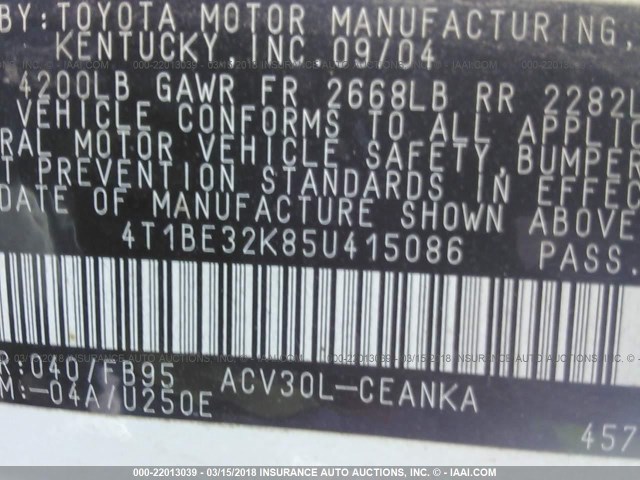 BY:TOYOTA MOTOR MANUFACTURING,
KENTUCKY, INC 09/04
4200LB GAWR FR 2668LB RR 2282L
VEHICLE CONFORMS TO ALL APPLIC
RAL MOTOR VEHICLE SAFETY, BUMPER
T PREVENTION STANDARDS IN EFFEC
DATE OF MANUFACTURE SHOWN ABOVE
4T1BE32K85U415086 PASS.
R:040/FB95 ACV30L-CEANKA
M:-04A/U250E
457
000-22013039 - 03/15/2018 INSURANCE AUTO AUCTIONS © - IAAI.COM